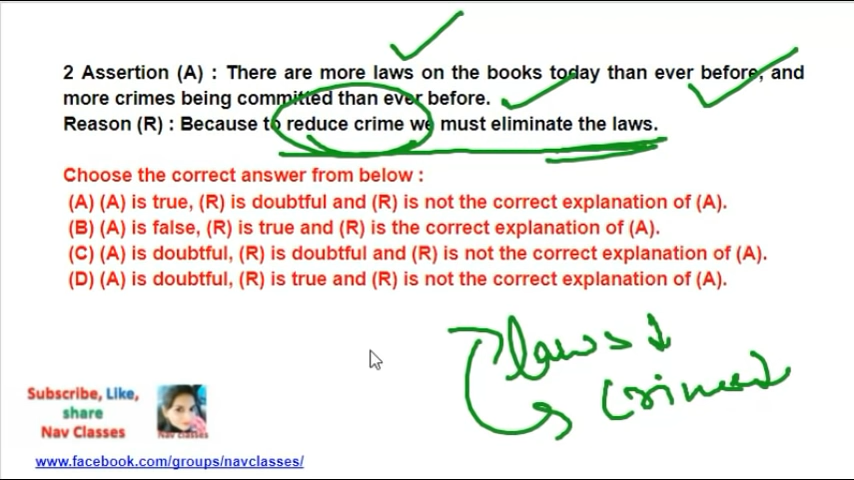 2 Assertion (A) : There are more laws on the books today than ever before, and
more crimes being committed than ever before.
Reason (R) : Because to reduce crime we must eliminate the laws.
Choose the correct answer from below :
(A) (A) is true, (R) is doubtful and (R) is not the correct explanation of (A).
(B) (A) is false, (R) is true and (R) is the correct explanation of (A).
(C) (A) is doubtful, (R) is doubtful and (R) is not the correct explanation of (A).
(D) (A) is doubtful, (R) is true and (R) is not the correct explanation of (A).
laws ↓
Subscribe, Like,
share
Nav Classes
Nav Classes
www.facebook.com/groups/navclasses/